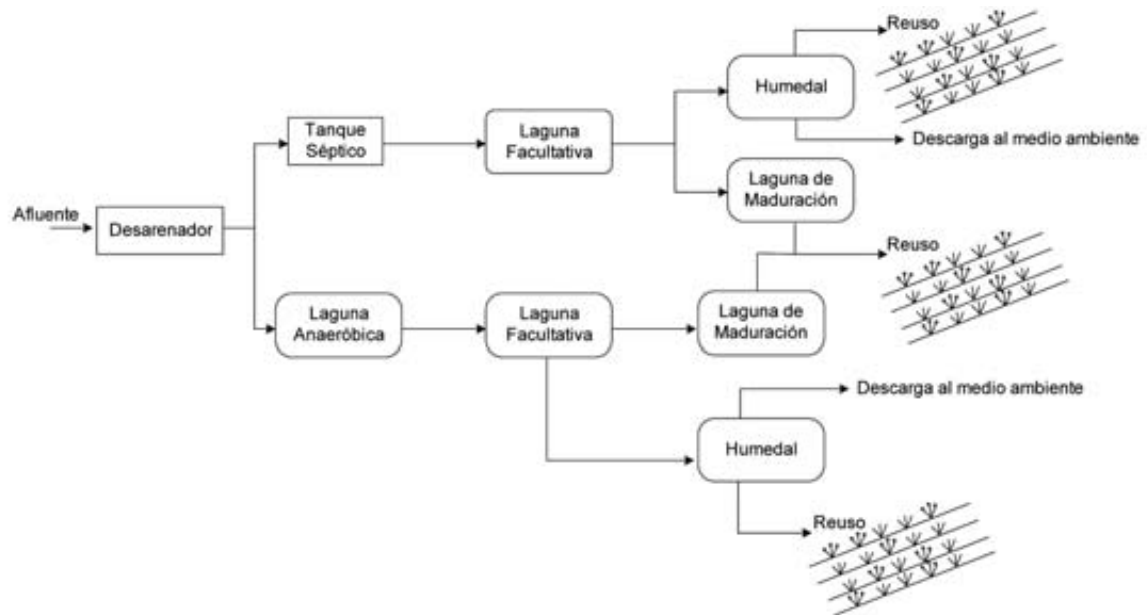 Reuso
Humedal
Descarga al medio ambiente
Tanque
Séptico
Laguna
Facultativa
Laguna de
Maduración
Afluente
Desarenador
Reuso
Laguna
Anaeróbica
Laguna
Facultativa
Laguna de
Maduración
Descarga al medio ambiente
Humedal
Reuso